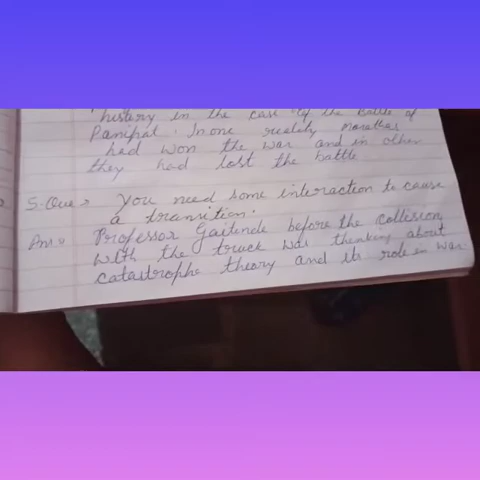 history in the case of the Battle of
Panipat. In one reality Marathas
had won the war and in other
they had lost the battle
5. Que → You need some interaction to cause
a transition.
Ans → Professor Gaitende before the collision
with the truck was thinking about
catastrophe theory and its role in war.